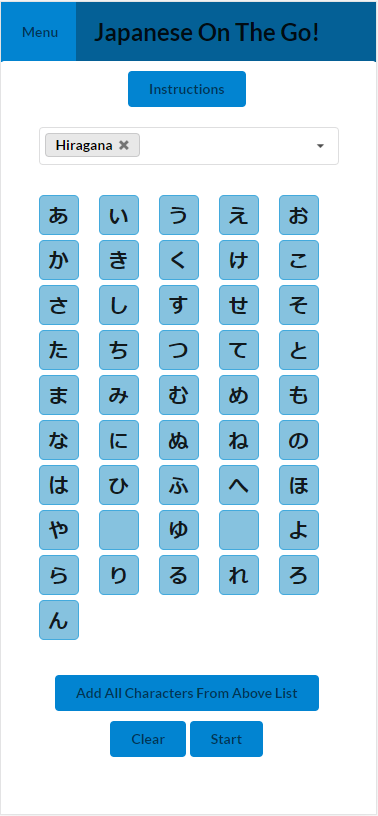 Menu Japanese On The Go!
Instructions
Hiragana
あ い う え お
か き く け こ
さ し す せ そ
た ち つ て と
ま み む め も
な に ぬ ね の
は ひ ふ へ ほ
や ゆ よ
ら り る れ ろ
ん
Add All Characters From Above List
Clear Start